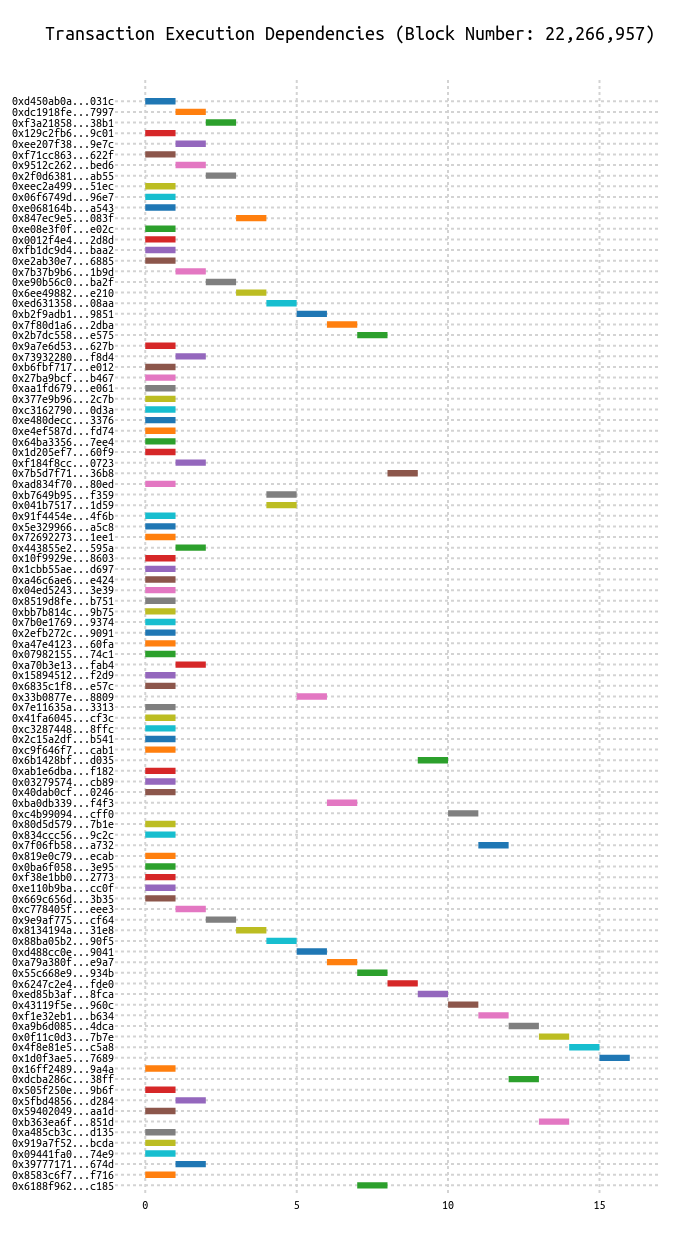 Transaction Execution Dependencies (Block Number: 22,266,957)
0xd450ab0a...031c
0xdc1918fe...7997
0xf3a21858...38b1
0x129c2fb6...9c01
0xee207f38...9e7c
0xf71cc863...622f
0x9512c262...bed6
0x2f0d6381...ab55
0xeec2a499...51ec
0x06f6749d...96e7
0xe068164b...a543
0x847ec9e5...083f
0xe08e3f0f...e02c
0x0012f4e4...2d8d
0xfb1dc9d4...baa2
0xe2ab30e7...6885
0x7b37b9b6...1b9d
0xe90b56c0...ba2f
0x6ee49882...e210
0xed631358...08aa
0xb2f9adb1...9851
0x7f80d1a6...2dba
0x2b7dc558...e575
0x9a7e6d53...627b
0x73932280...f8d4
0xb6fbf717...e012
0x27ba9bcf...b467
0xaa1fd679...e061
0x377e9b96...2c7b
0xc3162790...0d3a
0xe480decc...3376
0xe4ef587d...fd74
0x64ba3356...7ee4
0x1d205ef7...60f9
0xf184f8cc...0723
0x7b5d7f71...36b8
0xad834f70...80ed
0xb7649b95...f359
0x041b7517...1d59
0x91f4454e...4f6b
0x5e329966...a5c8
0x72692273...1ee1
0x443855e2...595a
0x10f9929e...8603
0x1cbb55ae...d697
0xa46c6ae6...e424
0x04ed5243...3e39
0x8519d8fe...b751
0xbb7b814c...9b75
0x7b0e1769...9374
0x2efb272c...9091
0xa47e4123...60fa
0x07982155...74c1
0xa70b3e13...fab4
0x15894512...f2d9
0x6835c1f8...e57c
0x33b0877e...8809
0x7e11635a...3313
0x41fa6045...cf3c
0xc3287448...8ffc
0x2c15a2df...b541
0xc9f646f7...cab1
0x6b1428bf...d035
0xab1e6dba...f182
0x03279574...cb89
0x40dab0cf...0246
0xba0db339...f4f3
0xc4b99094...cff0
0x80d5d579...7b1e
0x834ccc56...9c2c
0x7f06fb58...a732
0x819e0c79...ecab
0x0ba6f058...3e95
0xf38e1bb0...2773
0xe110b9ba...cc0f
0x669c656d...3b35
0xc778405f...eee3
0x9e9af775...cf64
0x8134194a...31e8
0x88ba05b2...90f5
0xd488cc0e...9041
0xa79a380f...e9a7
0x55c668e9...934b
0x6247c2e4...fde0
0xed85b3af...8fca
0x43119f5e...960c
0xf1e32eb1...b634
0xa9b6d085...4dca
0x0f11c0d3...7b7e
0x4f8e81e5...c5a8
0x1d0f3ae5...7689
0x16ff2489...9a4a
0xdcba286c...38ff
0x505f250e...9b6f
0x5fbd4856...d284
0x59402049...aa1d
0xb363ea6f...851d
0xa485cb3c...d135
0x919a7f52...bcda
0x09441fa0...74e9
0x39777171...674d
0x8583c6f7...f716
0x6188f962...c185
0 5 10 15